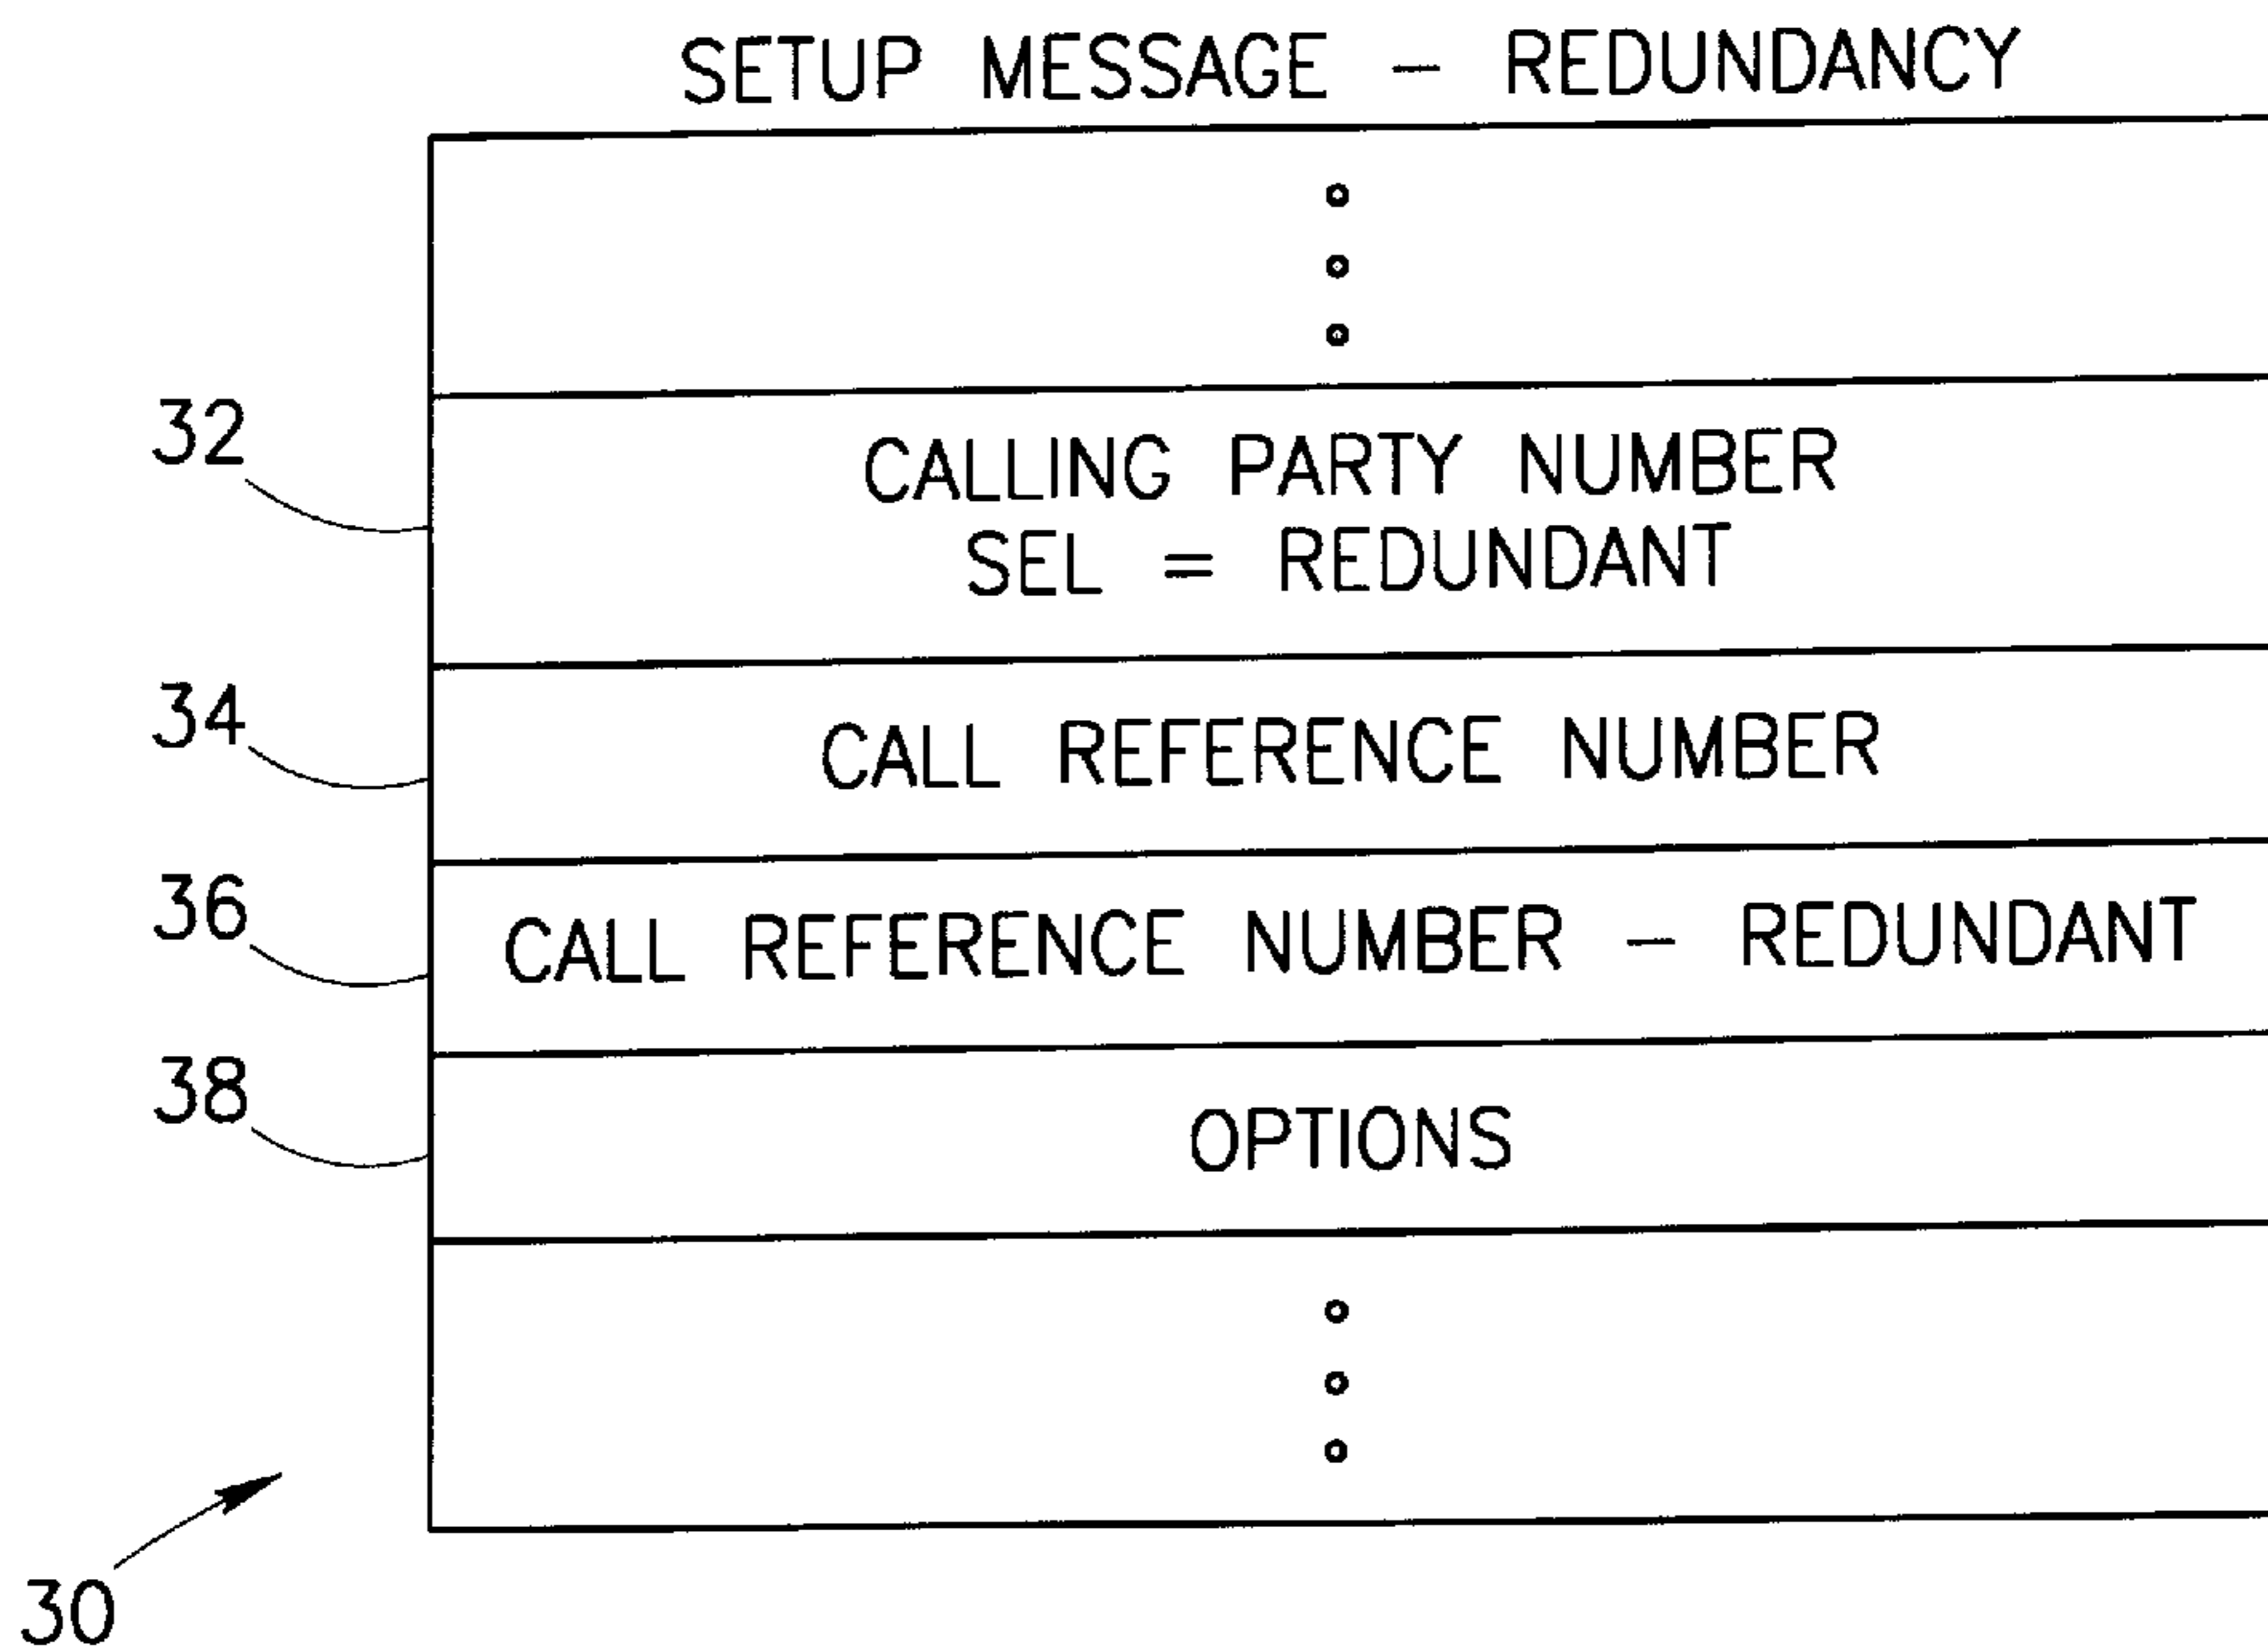 SETUP MESSAGE – REDUNDANCY
32
CALLING PARTY NUMBER
SEL = REDUNDANT
34
CALL REFERENCE NUMBER
36
CALL REFERENCE NUMBER – REDUNDANT
38
OPTIONS
30